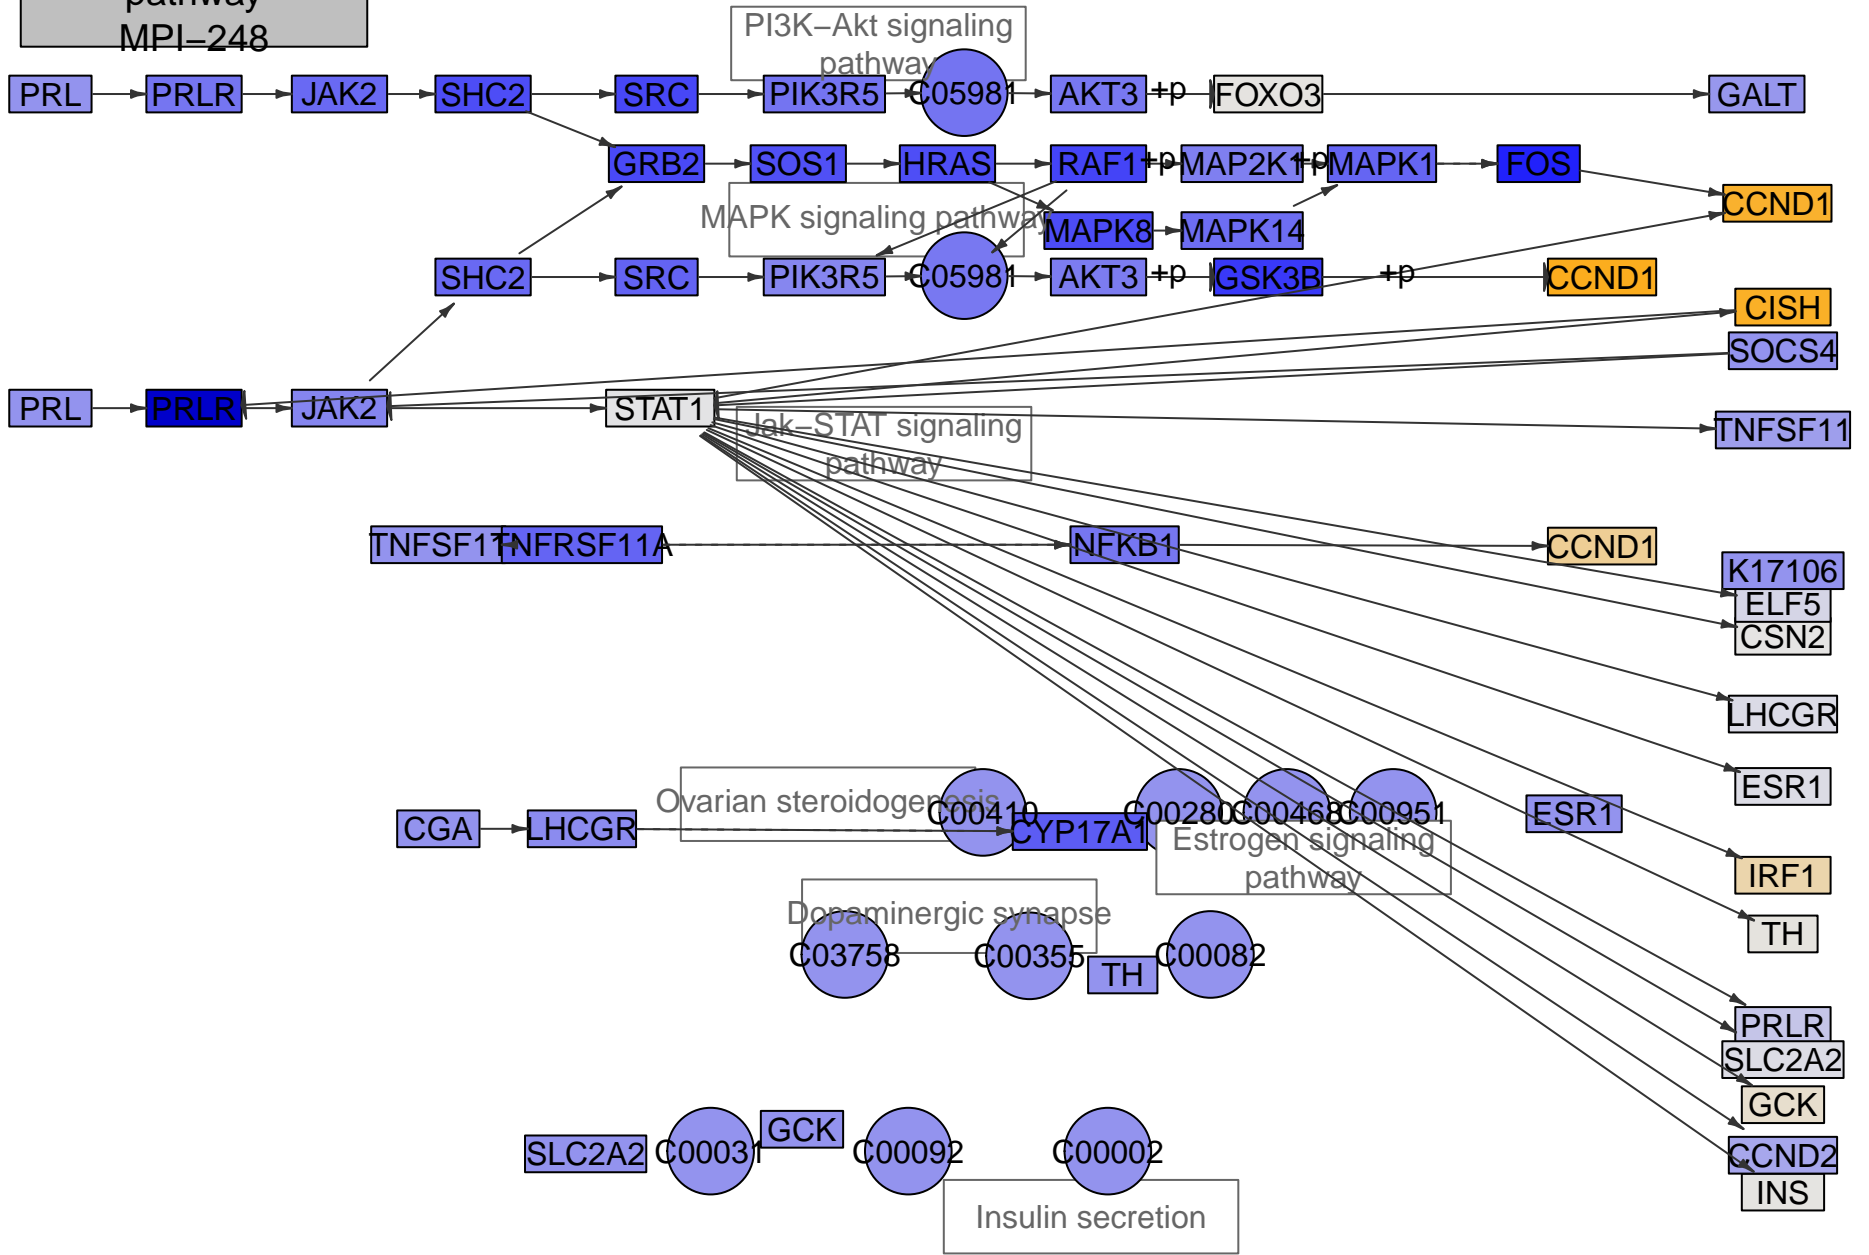 pathway
MPI−248
PI3K−Akt signaling
pathway
PRL
PRLR
JAK2
SHC2
SRC
PIK3R5
C05981
AKT3
+p
FOXO3
GALT
GRB2
SOS1
HRAS
RAF1
+p
MAP2K1
+p
MAPK1
FOS
CCND1
MAPK signaling pathway
MAPK8
MAPK14
SHC2
SRC
PIK3R5
C05981
AKT3
+p
GSK3B
+p
CCND1
CISH
SOCS4
PRL
PRLR
JAK2
STAT1
Jak−STAT signaling
pathway
TNFSF11
TNFSF11
TNFRSF11A
NFKB1
CCND1
K17106
ELF5
CSN2
LHCGR
ESR1
Ovarian steroidogenesis
C00410
C00280
C00468
C00951
ESR1
CGA
LHCGR
CYP17A1
Estrogen signaling
pathway
IRF1
Dopaminergic synapse
TH
C03758
C00355
TH
C00082
PRLR
SLC2A2
GCK
GCK
SLC2A2
C00031
C00092
C00002
CCND2
INS
Insulin secretion